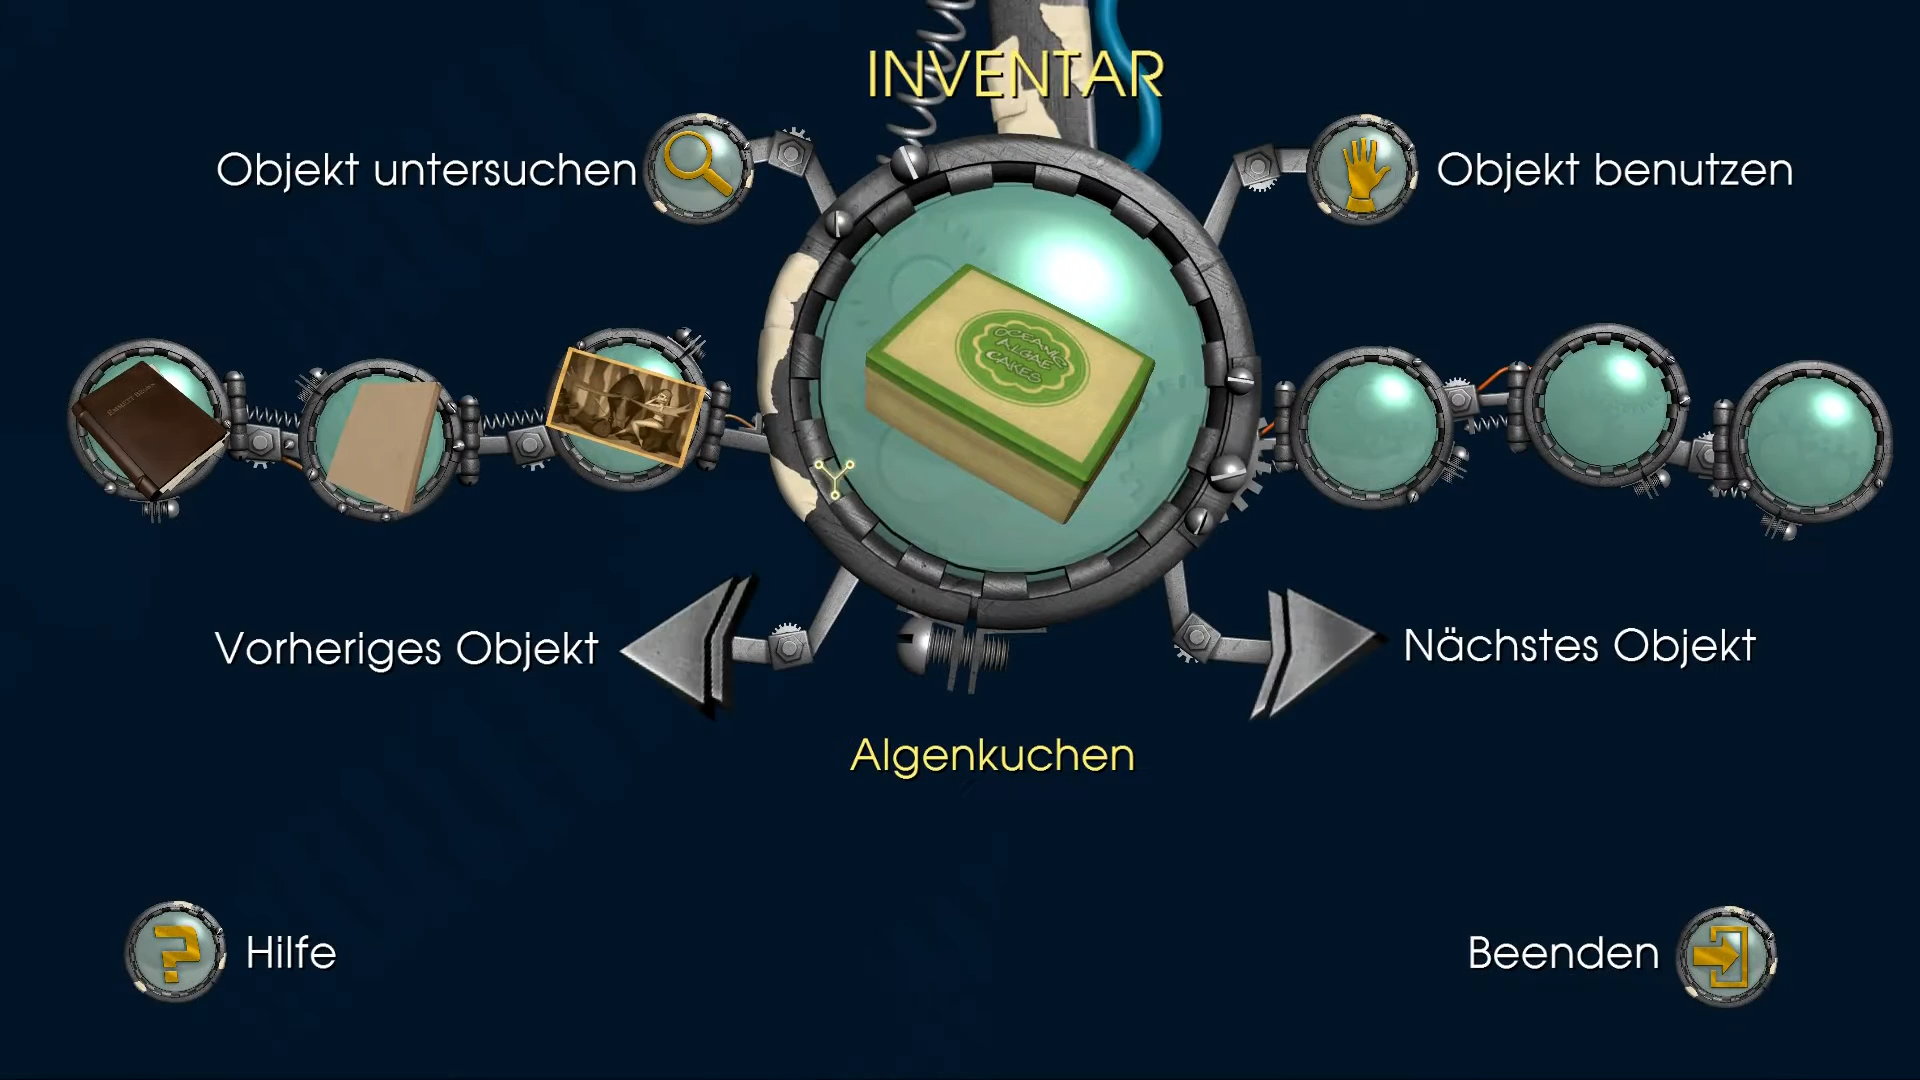 INVENTAR
Objekt untersuchen
Objekt benutzen
OCEANIC
ALGAE
CAKES
Vorheriges Objekt
Nächstes Objekt
Algenkuchen
Hilfe
Beenden